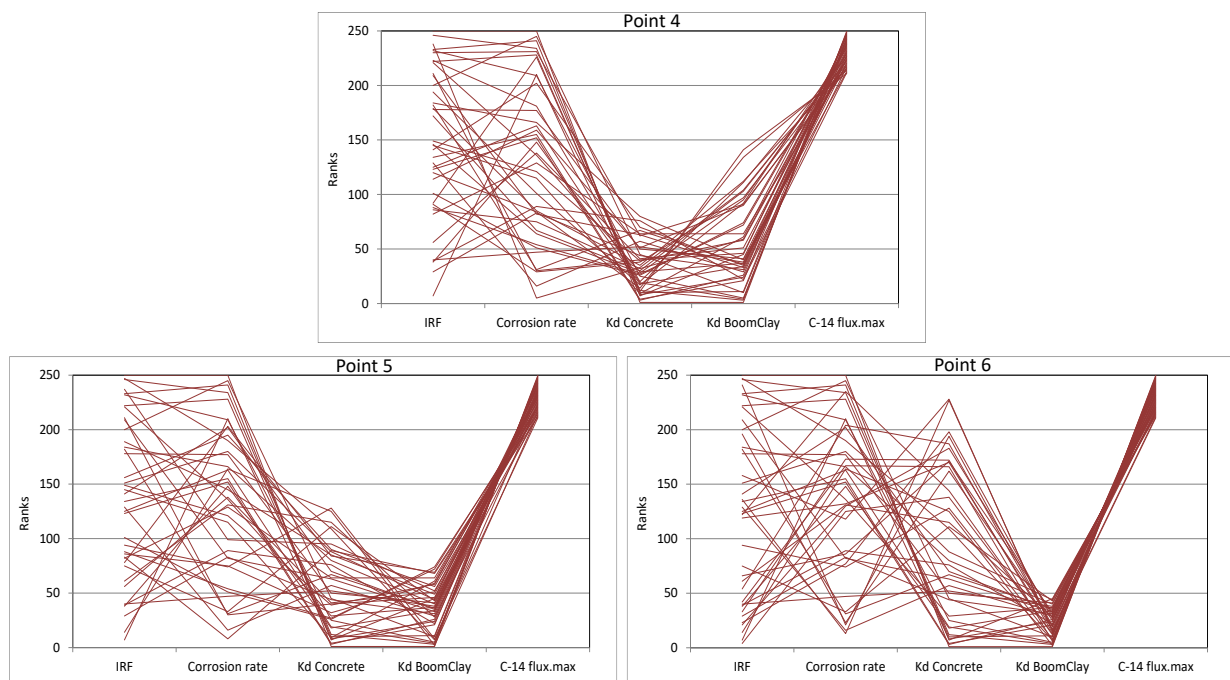 Point 4
250
200
150
100
50
0
Ranks
IRF Corrosion rate Kd Concrete Kd BoomClay C-14 flux.max
Point 5
250
200
150
100
50
0
Ranks
IRF Corrosion rate Kd Concrete Kd BoomClay C-14 flux.max
Point 6
250
200
150
100
50
0
Ranks
IRF Corrosion rate Kd Concrete Kd BoomClay C-14 flux.max